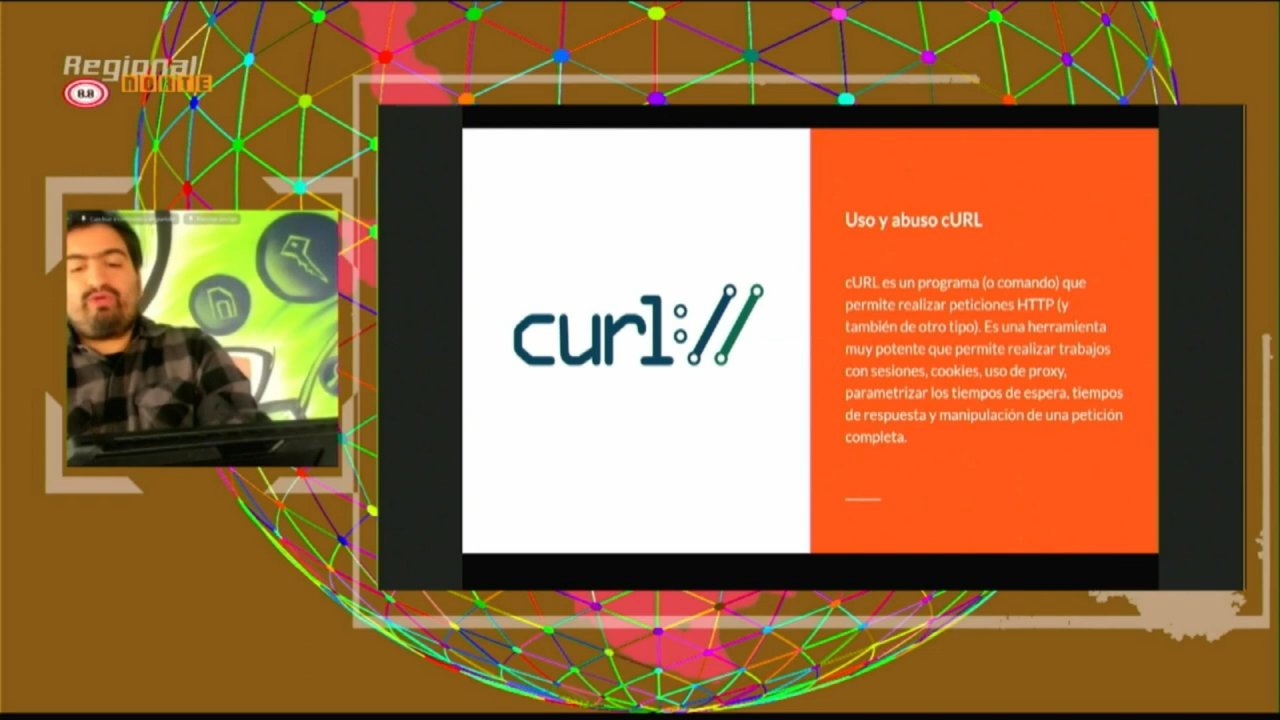 Regional
NORTE
8.8
curl://
Uso y abuso cURL
cURL es un programa (o comando) que
permite realizar peticiones HTTP (y
también de otro tipo). Es una herramienta
muy potente que permite realizar trabajos
con sesiones, cookies, uso de proxy,
parametrizar los tiempos de espera, tiempos
de respuesta y manipulación de una petición
completa.